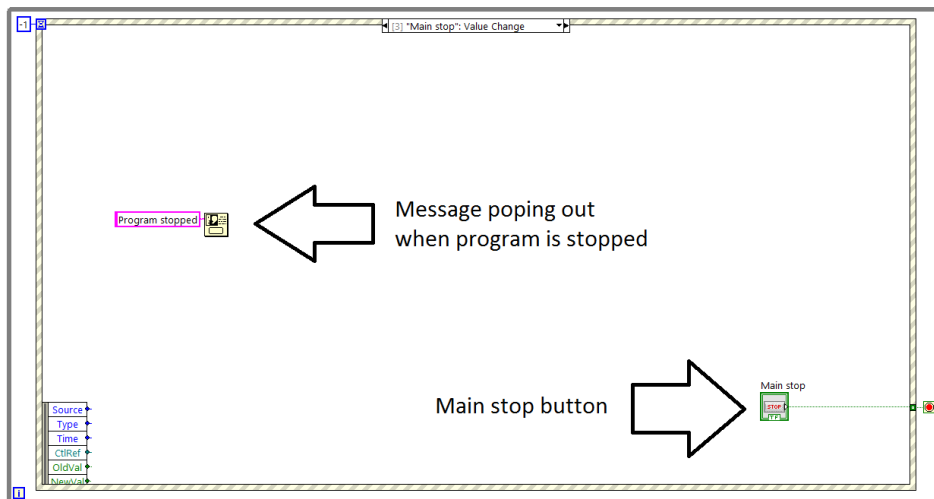 -1
[3] "Main stop": Value Change
Program stopped
Message poping out
when program is stopped
Main stop
Main stop button
STOP
TF
Source
Type
Time
CtlRef
OldVal
NewVal
i